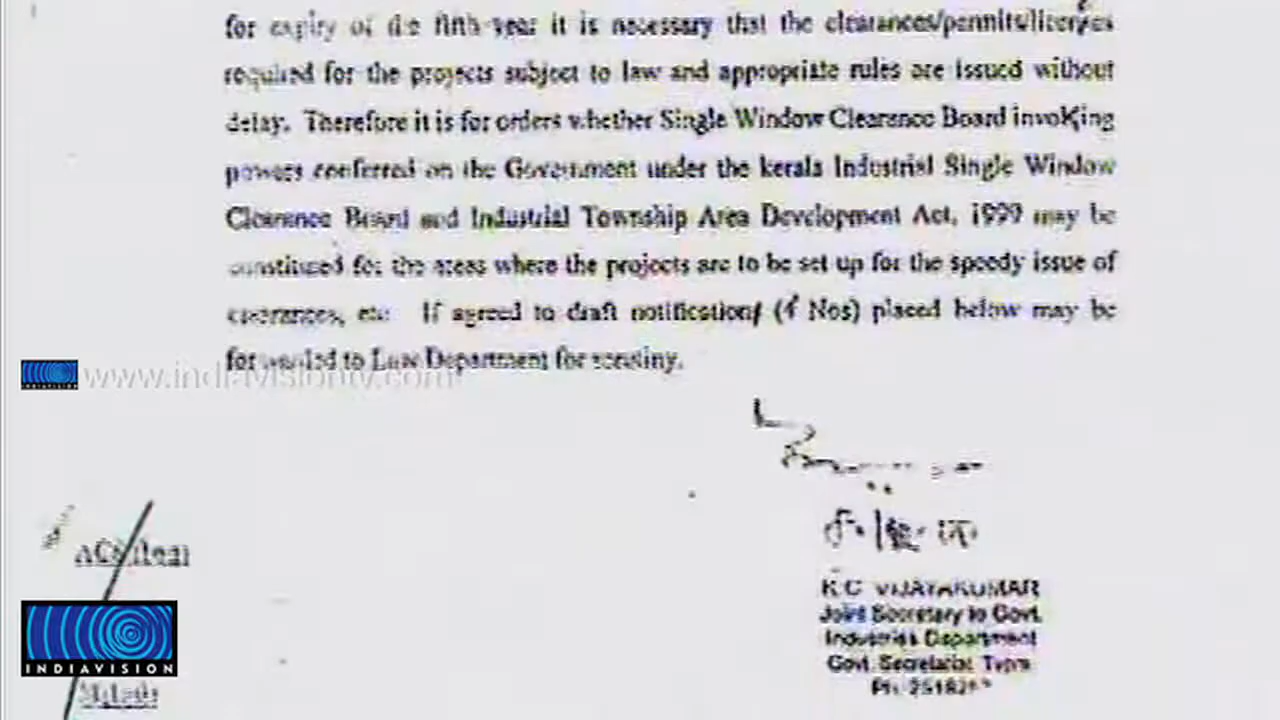 for expiry of the fifth year it is necessary that the clearances/permits/licenses
required for the projects subject to law and appropriate rules are issued without
delay. Therefore it is for orders whether Single Window Clearance Board invoking
powers conferred on the Government under the kerala Industrial Single Window
Clearance Board and Industrial Township Area Development Act, 1999 may be
constituted for the areas where the projects are to be set up for the speedy issue of
clearances, etc If agreed to draft notification (4 Nos) placed below may be
forwarded to Law Department for scrutiny.
www.indiavisiontv.com
K C VIJAYAKUMAR
Joint Secretary to Govt.
Industries Department
Govt. Secretariat, Tvpm
INDIAVISION